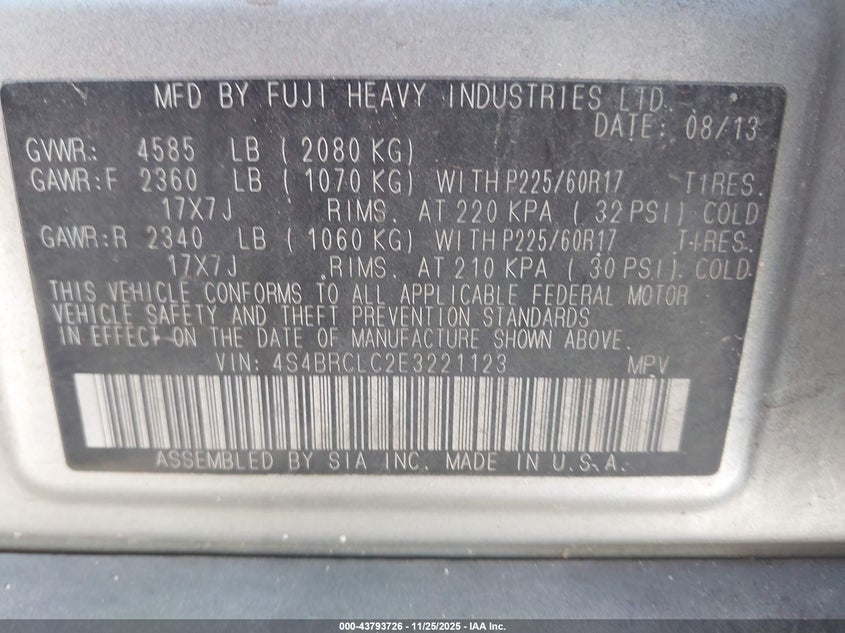 MFD BY FUJI HEAVY INDUSTRIES LTD.
DATE: 08/13
GVWR: 4585 LB ( 2080 KG)
GAWR:F 2360 LB ( 1070 KG) WITH P225/60R17 TIRES.
17X7J RIMS. AT 220 KPA ( 32 PSI) COLD
GAWR:R 2340 LB ( 1060 KG) WITH P225/60R17 TIRES.
17X7J RIMS. AT 210 KPA ( 30 PSI) COLD.
THIS VEHICLE CONFORMS TO ALL APPLICABLE FEDERAL MOTOR
VEHICLE SAFETY AND THEFT PREVENTION STANDARDS
IN EFFECT ON THE DATE OF MANUFACTURE SHOWN ABOVE.
VIN: 4S4BRCLC2E3221123 MPV
ASSEMBLED BY SIA INC. MADE IN U.S.A.
000-43793726 - 11/25/2025 - IAA Inc.